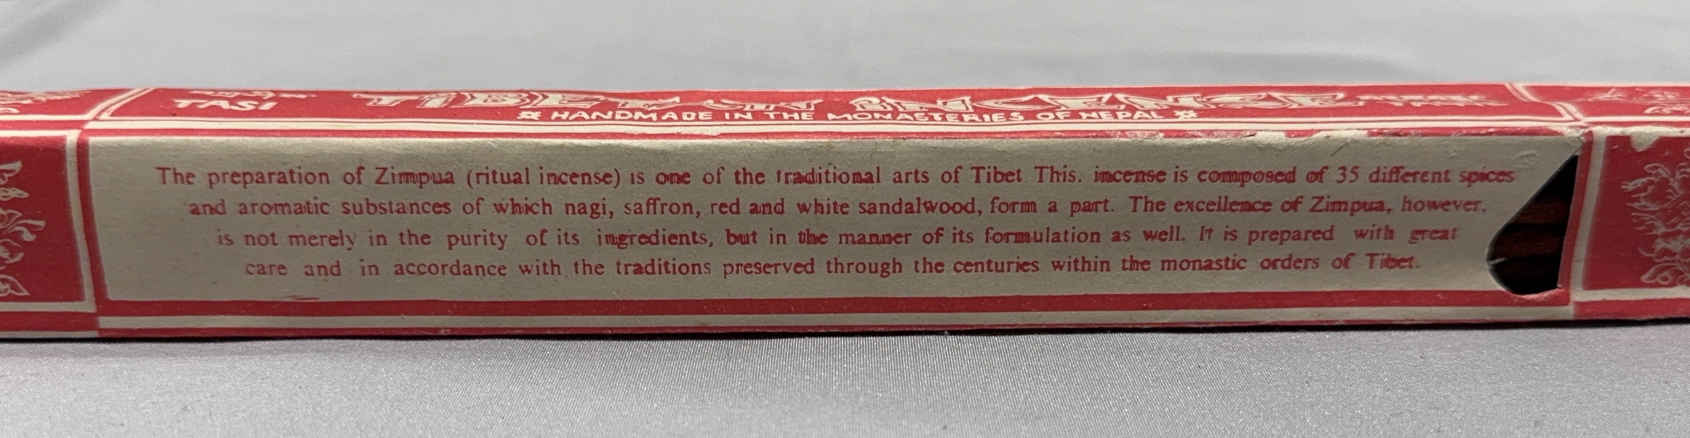 TASI TIBETAN INCENSE
HANDMADE IN THE MONASTERIES OF NEPAL
The preparation of Zimpua (ritual incense) is one of the traditional arts of Tibet This. incense is composed of 35 different spices
and aromatic substances of which nagi, saffron, red and white sandalwood, form a part. The excellence of Zimpua, however,
is not merely in the purity of its ingredients, but in the manner of its formulation as well. It is prepared with great
care and in accordance with the traditions preserved through the centuries within the monastic orders of Tibet.